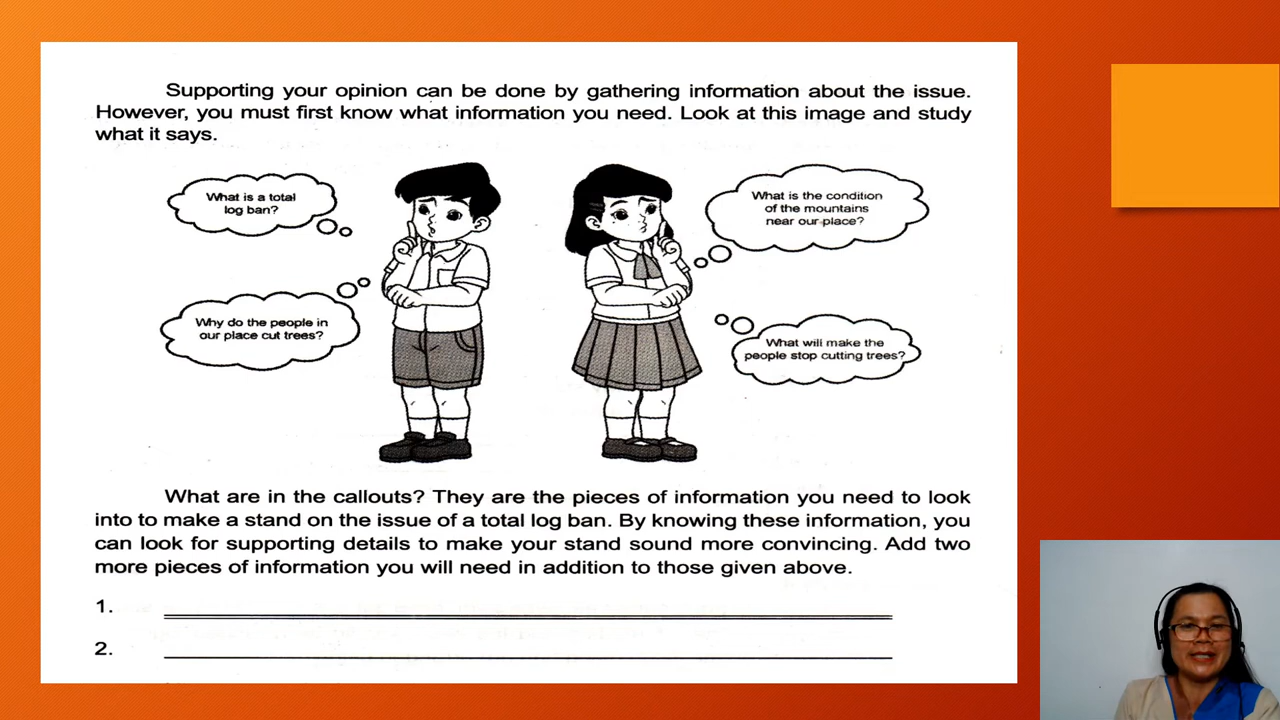 Supporting your opinion can be done by gathering information about the issue.
However, you must first know what information you need. Look at this image and study
what it says.
What is a total
log ban?
What is the condition
of the mountains
near our place?
Why do the people in
our place cut trees?
What will make the
people stop cutting trees?
What are in the callouts? They are the pieces of information you need to look
into to make a stand on the issue of a total log ban. By knowing these information, you
can look for supporting details to make your stand sound more convincing. Add two
more pieces of information you will need in addition to those given above.
1.
2.